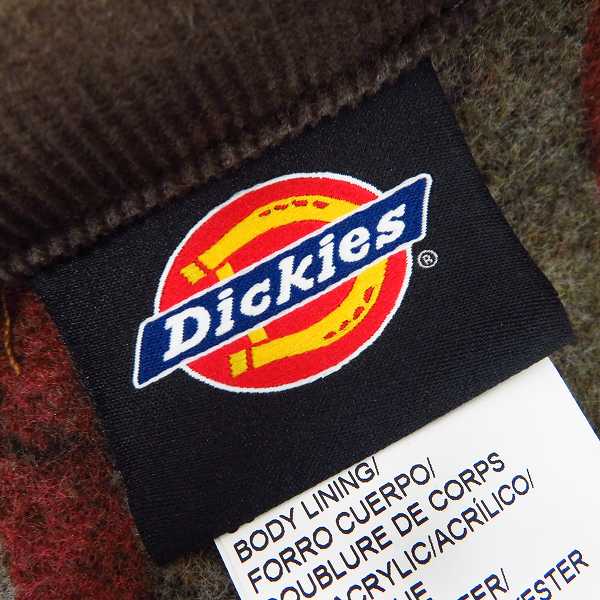 Dickies
®
BODY LINING/
FORRO CUERPO/
DOUBLURE DE CORPS
ACRYLIC/ACRÍLICO/